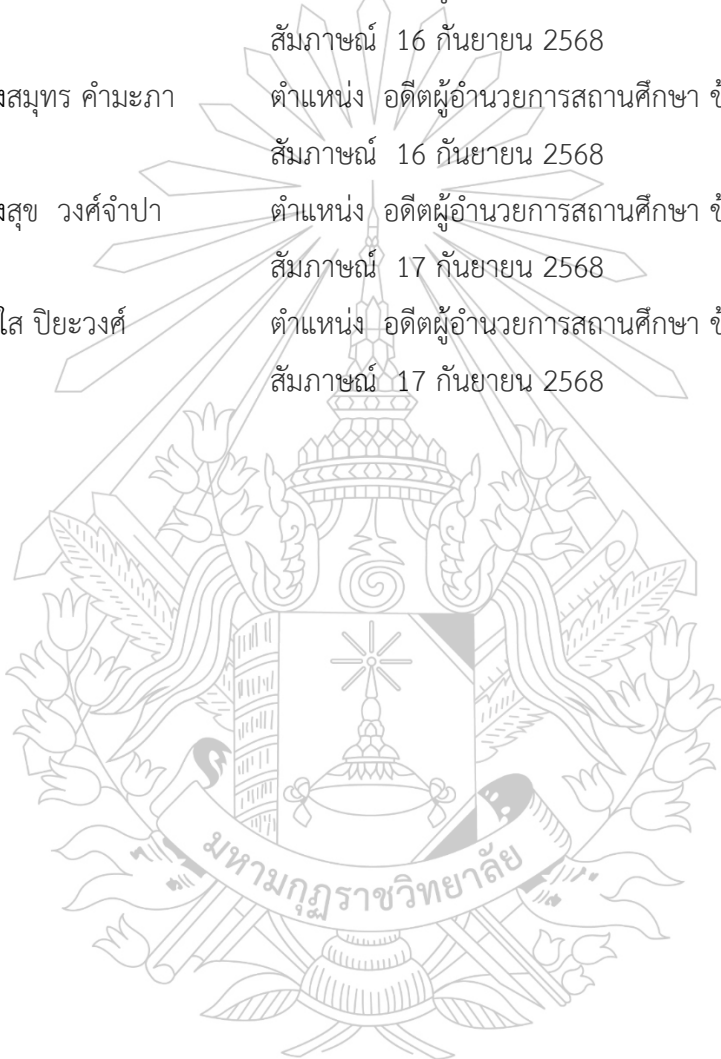 สัมภาษณ์ 16 กันยายน 2568
งสมุทร คำมะภา ตำแหน่ง อดีตผู้อำนวยการสถานศึกษา
สัมภาษณ์ 16 กันยายน 2568
งสุข วงศ์จำปา ตำแหน่ง อดีตผู้อำนวยการสถานศึกษา
สัมภาษณ์ 17 กันยายน 2568
ใส ปิยะวงศ์ ตำแหน่ง อดีตผู้อำนวยการสถานศึกษา
สัมภาษณ์ 17 กันยายน 2568
มหามกุฏราชวิทยาลัย